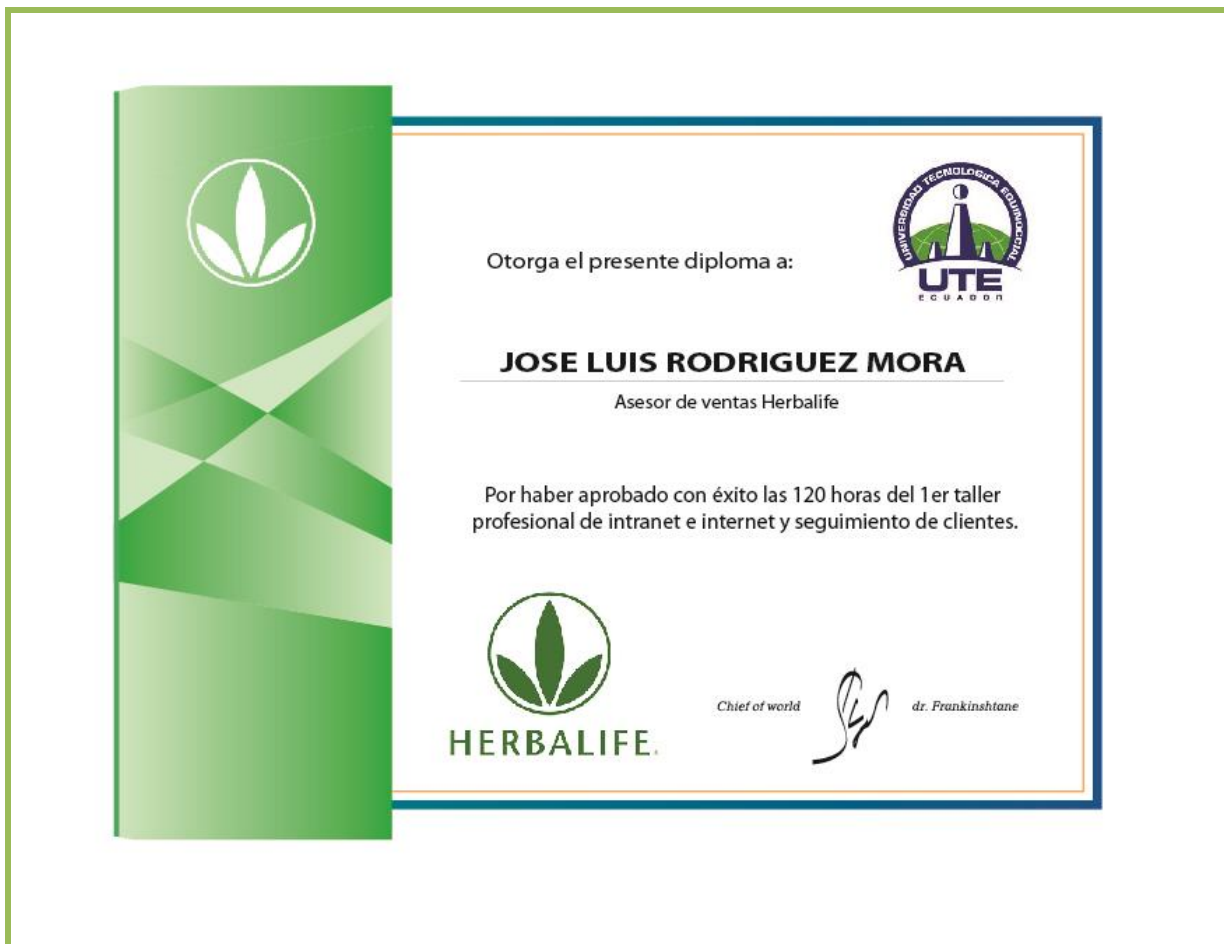 UNIVERSIDAD TECNOLOGICA EQUINOCCIAL
UTE
ECUADOR
Otorga el presente diploma a:
JOSE LUIS RODRIGUEZ MORA
Asesor de ventas Herbalife
Por haber aprobado con éxito las 120 horas del 1er taller
profesional de intranet e internet y seguimiento de clientes.
HERBALIFE.
Chief of world dr. Frankinshtane